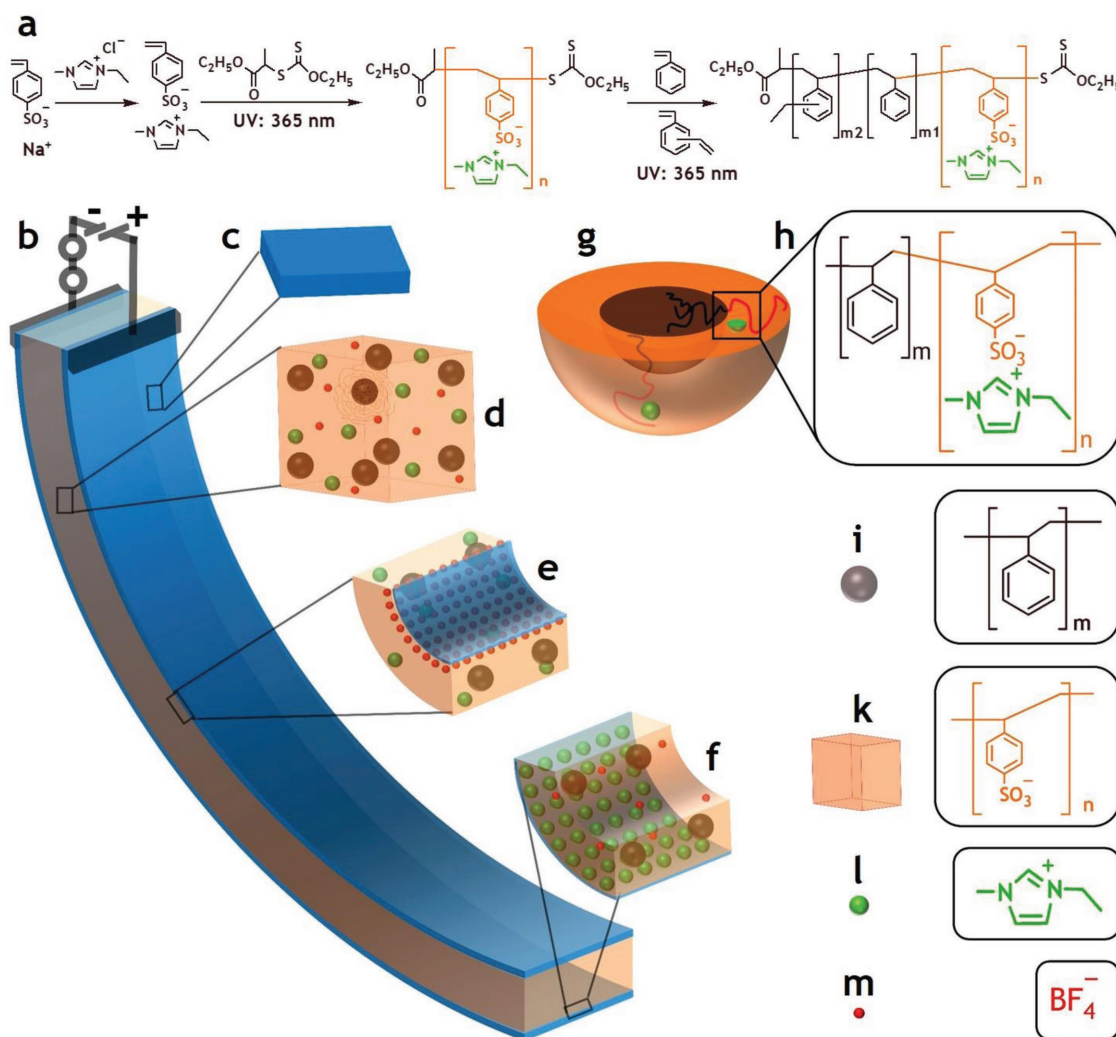 a
Cl⁻
N
N
+
C₂H₅O
O
S
S
OC₂H₅
SO₃⁻
Na⁺
SO₃⁻
N
N
+
UV: 365 nm
C₂H₅O
O
S
S
OC₂H₅
SO₃⁻
N
N
+
n
UV: 365 nm
C₂H₅O
O
m2
m1
S
S
OC₂H₅
SO₃⁻
N
N
+
n
b
- +
c
d
e
f
g
h
m
SO₃⁻
N
N
+
n
i
m
k
SO₃⁻
n
l
N
N
+
m
BF₄⁻